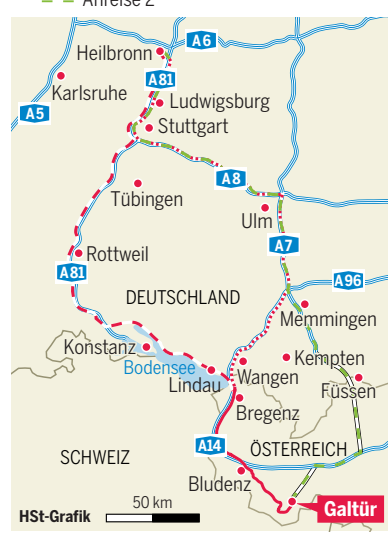 Anreise 2
Heilbronn
A6
A81
Karlsruhe
Ludwigsburg
A5
Stuttgart
A8
Tübingen
Ulm
A7
Rottweil
A81
A96
DEUTSCHLAND
Memmingen
Konstanz
Bodensee
Kempten
Lindau
Wangen
Füssen
Bregenz
A14
ÖSTERREICH
SCHWEIZ
Bludenz
50 km
HSt-Grafik
Galtür